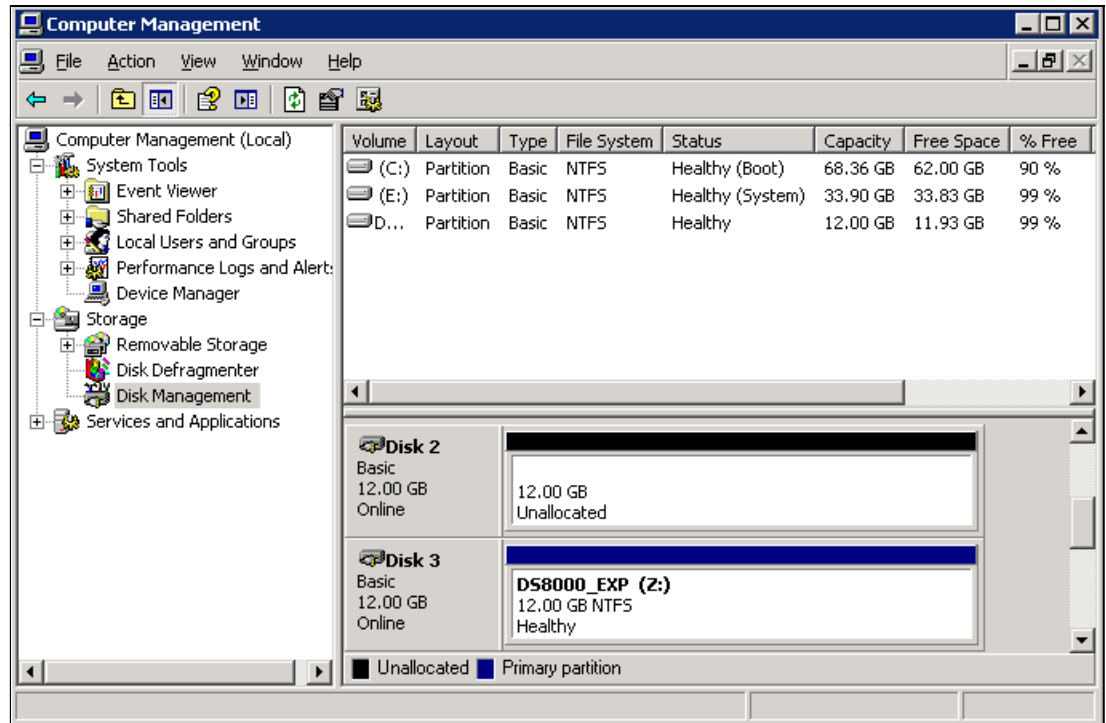 Computer Management
File Action View Window Help
Computer Management (Local)
System Tools
Event Viewer
Shared Folders
Local Users and Groups
Performance Logs and Alerts
Device Manager
Storage
Removable Storage
Disk Defragmenter
Disk Management
Services and Applications
Volume Layout Type File System Status Capacity Free Space % Free
(C:) Partition Basic NTFS Healthy (Boot) 68.36 GB 62.00 GB 90 %
(E:) Partition Basic NTFS Healthy (System) 33.90 GB 33.83 GB 99 %
D... Partition Basic NTFS Healthy 12.00 GB 11.93 GB 99 %
Disk 2
Basic
12.00 GB
Online
12.00 GB
Unallocated
Disk 3
Basic
12.00 GB
Online
DS8000_EXP (Z:)
12.00 GB NTFS
Healthy
Unallocated Primary partition